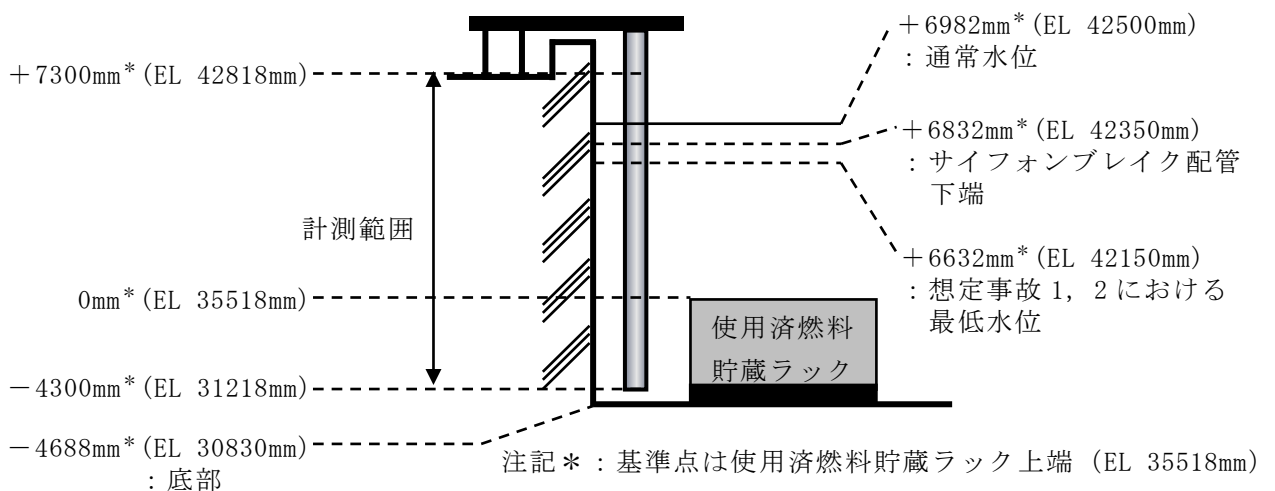 +6982mm*(EL 42500mm)
:通常水位
+7300mm*(EL 42818mm)
+6832mm*(EL 42350mm)
:サイフォンブレイク配管
下端
計測範囲
+6632mm*(EL 42150mm)
:想定事故1,2における
最低水位
0mm*(EL 35518mm)
使用済燃料
貯蔵ラック
-4300mm*(EL 31218mm)
-4688mm*(EL 30830mm)
:底部
注記*:基準点は使用済燃料貯蔵ラック上端(EL 35518mm)